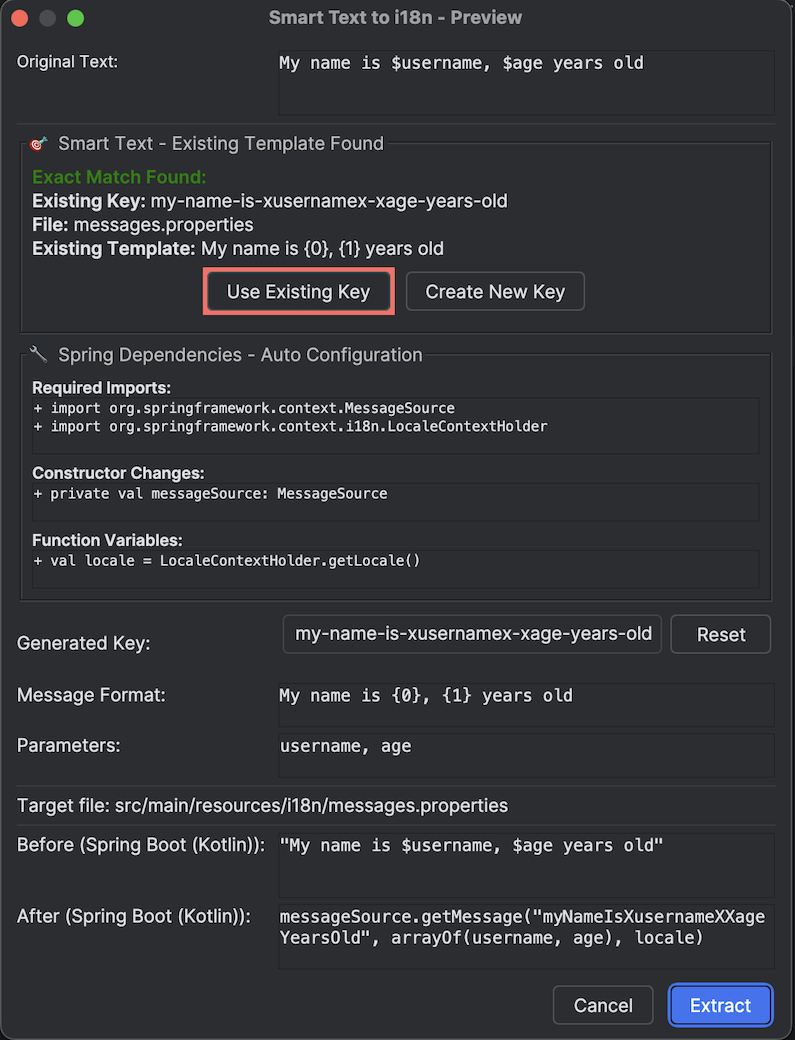 Smart Text to i18n - Preview
Original Text:
My name is $username, $age years old
Smart Text - Existing Template Found
Exact Match Found:
Existing Key: my-name-is-xusernamex-xage-years-old
File: messages.properties
Existing Template: My name is {0}, {1} years old
Use Existing Key
Create New Key
Spring Dependencies - Auto Configuration
Required Imports:
+ import org.springframework.context.MessageSource
+ import org.springframework.context.i18n.LocaleContextHolder
Constructor Changes:
+ private val messageSource: MessageSource
Function Variables:
+ val locale = LocaleContextHolder.getLocale()
Generated Key:
my-name-is-xusernamex-xage-years-old
Reset
Message Format:
My name is {0}, {1} years old
Parameters:
username, age
Target file: src/main/resources/i18n/messages.properties
Before (Spring Boot (Kotlin)):
"My name is $username, $age years old"
After (Spring Boot (Kotlin)):
messageSource.getMessage("myNameIsXusernameXXage
YearsOld", arrayOf(username, age), locale)
Cancel
Extract